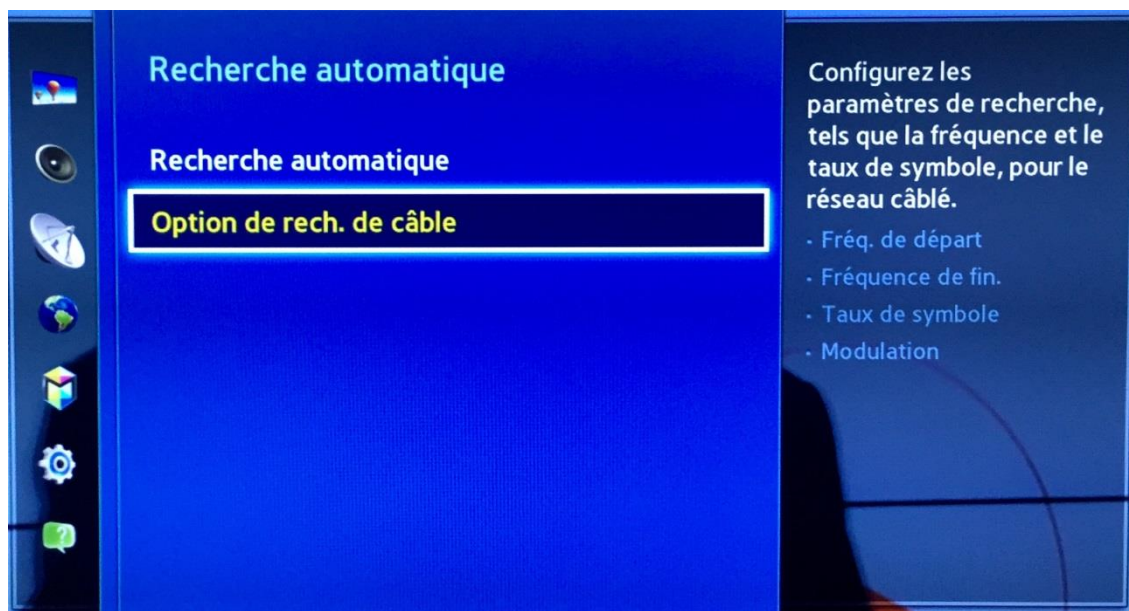 Recherche automatique
Recherche automatique
Option de rech. de câble
Configurez les
paramètres de recherche,
tels que la fréquence et le
taux de symbole, pour le
réseau câblé.
· Fréq. de départ
· Fréquence de fin.
· Taux de symbole
· Modulation
?